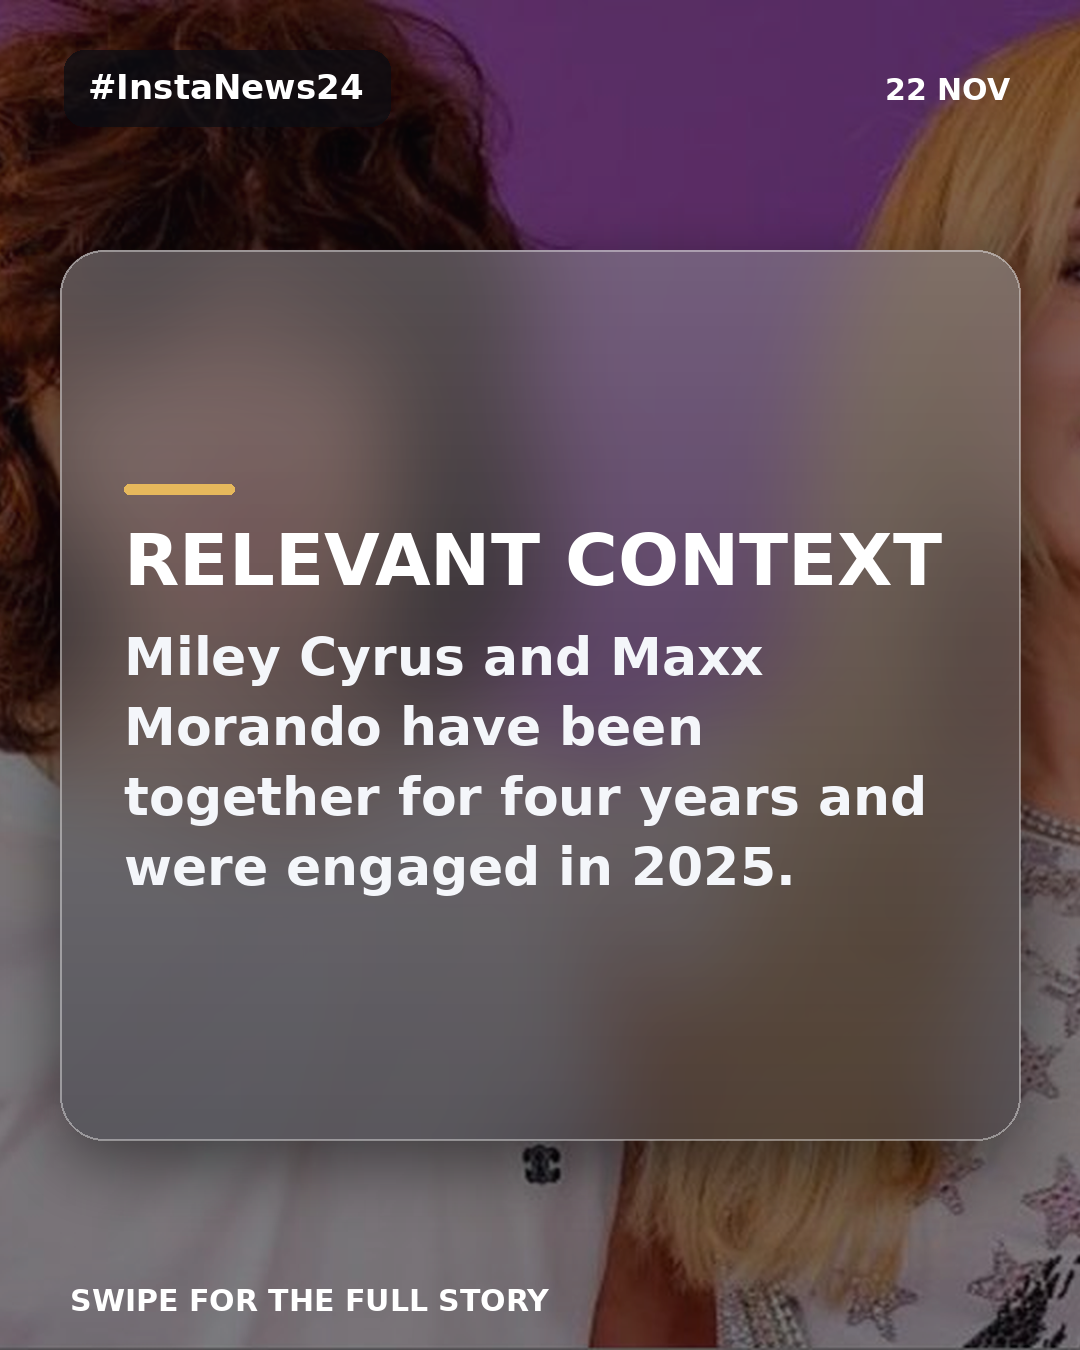 #InstaNews24
22 NOV
RELEVANT CONTEXT
Miley Cyrus and Maxx
Morando have been
together for four years and
were engaged in 2025.
SWIPE FOR THE FULL STORY